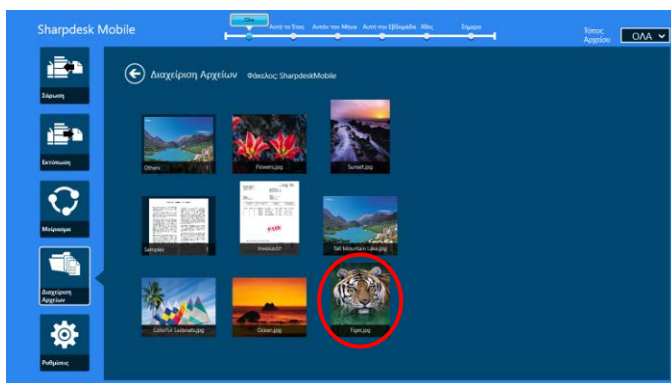 Sharpdesk Mobile
Όλα
Αυτό το Έτος
Αυτόν τον Μήνα
Αυτή την Εβδομάδα
Χθες
Σήμερα
Τύπος Αρχείου
ΟΛΑ
Διαχείριση Αρχείων
Φάκελος: SharpdeskMobile
Σάρωση
Εκτύπωση
Μοίρασμα
Διαχείριση
Αρχείων
Ρυθμίσεις
Others
Flowers.jpg
Sunset.jpg
Samples
PAID
Tall Mountain Lake.jpg
Colorful Sailboats.jpg
Ocean.jpg
Tiger.jpg